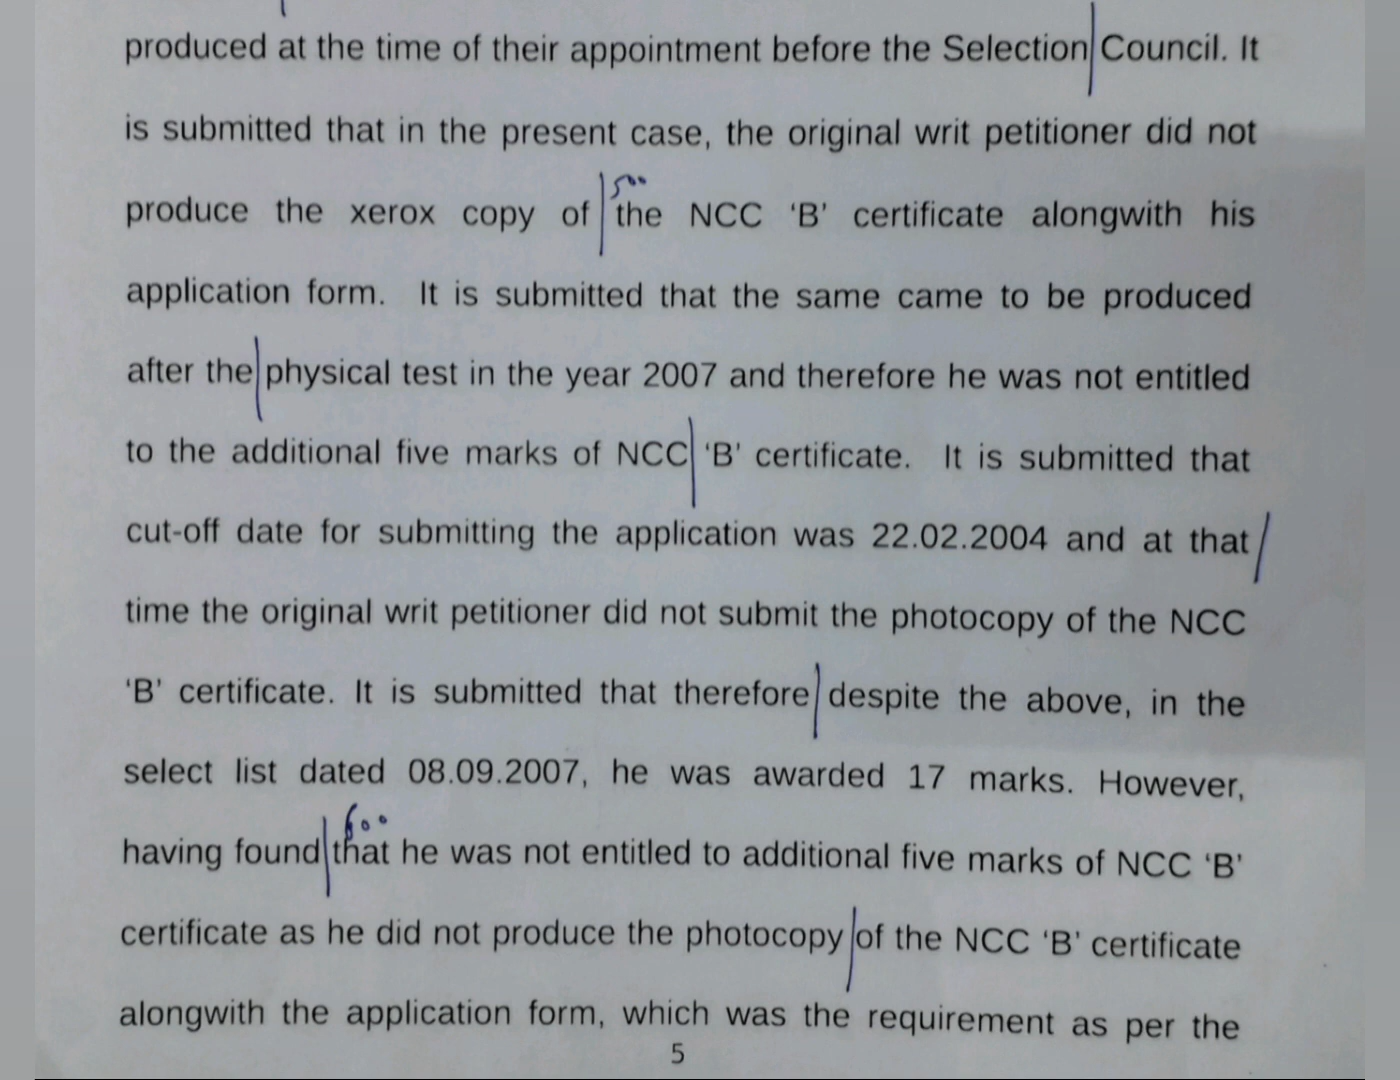 produced at the time of their appointment before the Selection Council. It
is submitted that in the present case, the original writ petitioner did not
500
produce the xerox copy of the NCC ‘B’ certificate alongwith his
application form. It is submitted that the same came to be produced
after the physical test in the year 2007 and therefore he was not entitled
to the additional five marks of NCC ‘B’ certificate. It is submitted that
cut-off date for submitting the application was 22.02.2004 and at that
time the original writ petitioner did not submit the photocopy of the NCC
‘B’ certificate. It is submitted that therefore despite the above, in the
select list dated 08.09.2007, he was awarded 17 marks. However,
600
having found that he was not entitled to additional five marks of NCC ‘B’
certificate as he did not produce the photocopy of the NCC ‘B’ certificate
alongwith the application form, which was the requirement as per the
5